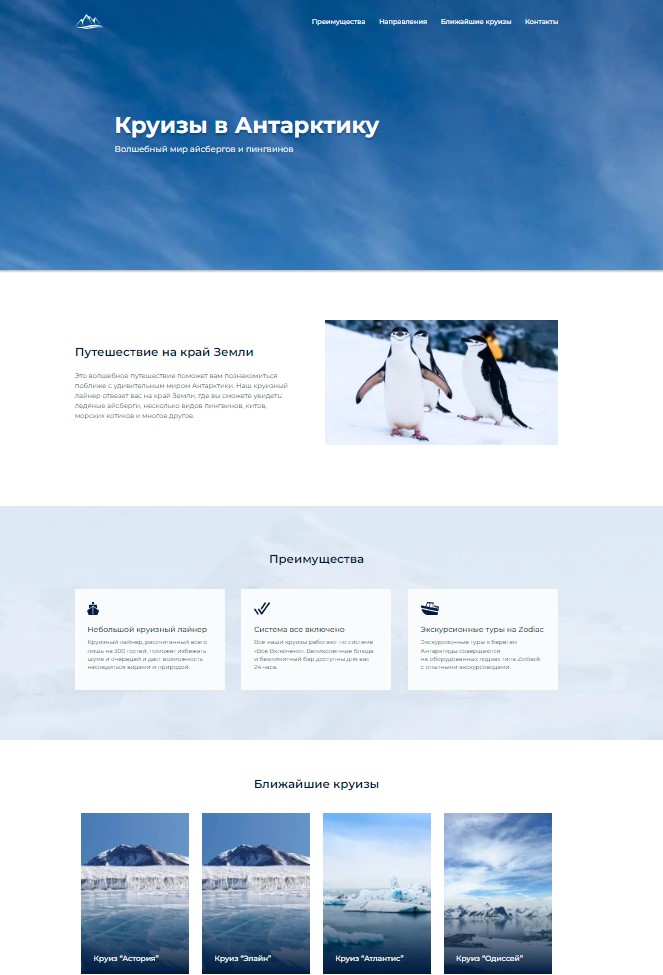 Преимущества Направления Ближайшие круизы Контакты
Круизы в Антарктику
Волшебный мир айсбергов и пингвинов
Путешествие на край Земли
Это волшебное путешествие поможет вам познакомиться
поближе с удивительным миром Антарктики. Наш круизный
лайнер отвезет вас на край Земли, где вы сможете увидеть:
ледяные айсберги, несколько видов пингвинов, китов,
морских котиков и многое другое.
Преимущества
Небольшой круизный лайнер
Круизный лайнер, рассчитанный всего
лишь на 300 гостей, поможет избежать
шума и очередей и даст возможность
насладиться видами и природой.
Система все включено
Все наши круизы работают по системе
«Все Включено». Великолепные блюда
и безлимитный бар доступны для вас
24 часа.
Экскурсионные туры на Zodiac
Экскурсионные туры к берегам
Антарктиды совершаются
на оборудованных лодках типа Zodiack
с опытными экскурсоводами.
Ближайшие круизы
Круиз “Астория”
Круиз “Элайн”
Круиз “Атлантис”
Круиз “Одиссей”